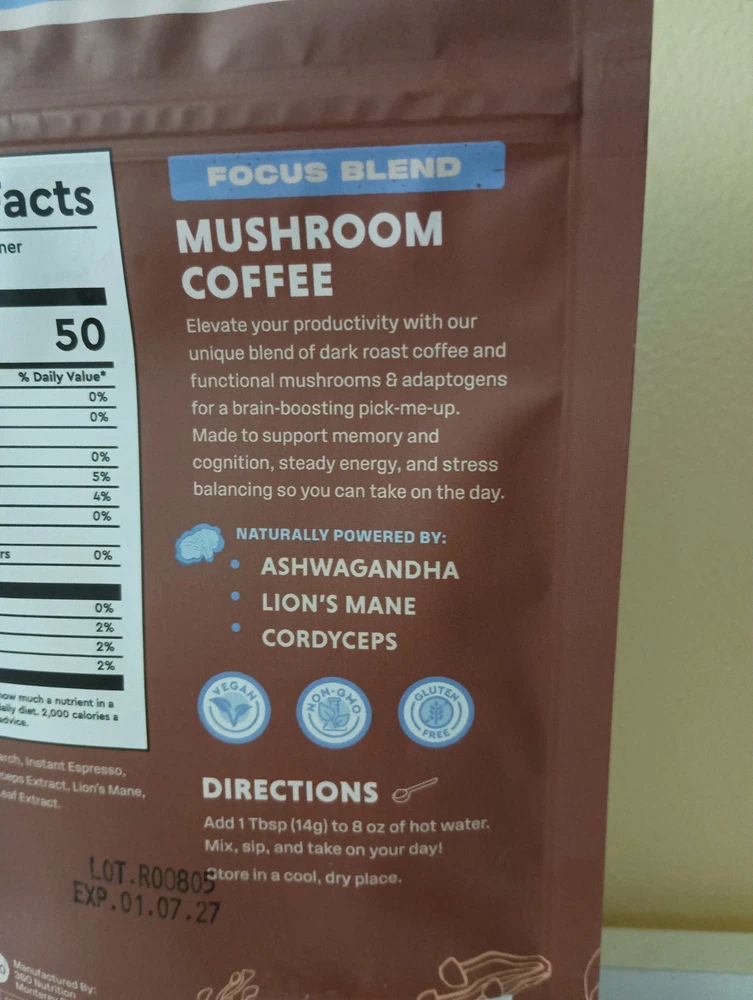 acts
ner
50
% Daily Value*
0%
0%
0%
5%
4%
0%
rs 0%
0%
2%
2%
2%
how much a nutrient in a
daily diet. 2,000 calories a
advice.
arch, Instant Espresso,
ceps Extract, Lion's Mane,
eaf Extract.
LOT.R00805
EXP.01.07.27
Manufactured By:
360 Nutrition
FOCUS BLEND
MUSHROOM
COFFEE
Elevate your productivity with our
unique blend of dark roast coffee and
functional mushrooms & adaptogens
for a brain-boosting pick-me-up.
Made to support memory and
cognition, steady energy, and stress
balancing so you can take on the day.
NATURALLY POWERED BY:
• ASHWAGANDHA
• LION'S MANE
• CORDYCEPS
VEGAN
NON-GMO
GLUTEN
FREE
DIRECTIONS
Add 1 Tbsp (14g) to 8 oz of hot water.
Mix, sip, and take on your day!
Store in a cool, dry place.